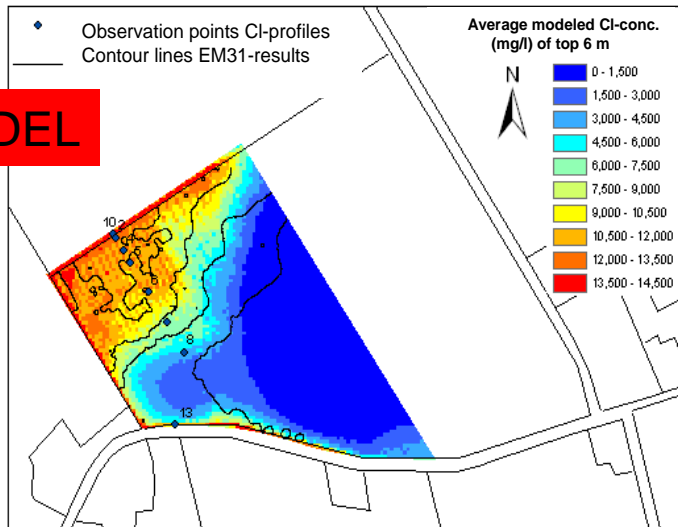 Observation points Cl-profiles
Contour lines EM31-results
Average modeled Cl-conc.
(mg/l) of top 6 m
N
0 - 1,500
1,500 - 3,000
3,000 - 4,500
4,500 - 6,000
6,000 - 7,500
7,500 - 9,000
9,000 - 10,500
10,500 - 12,000
12,000 - 13,500
13,500 - 14,500
DEL
10
8
13